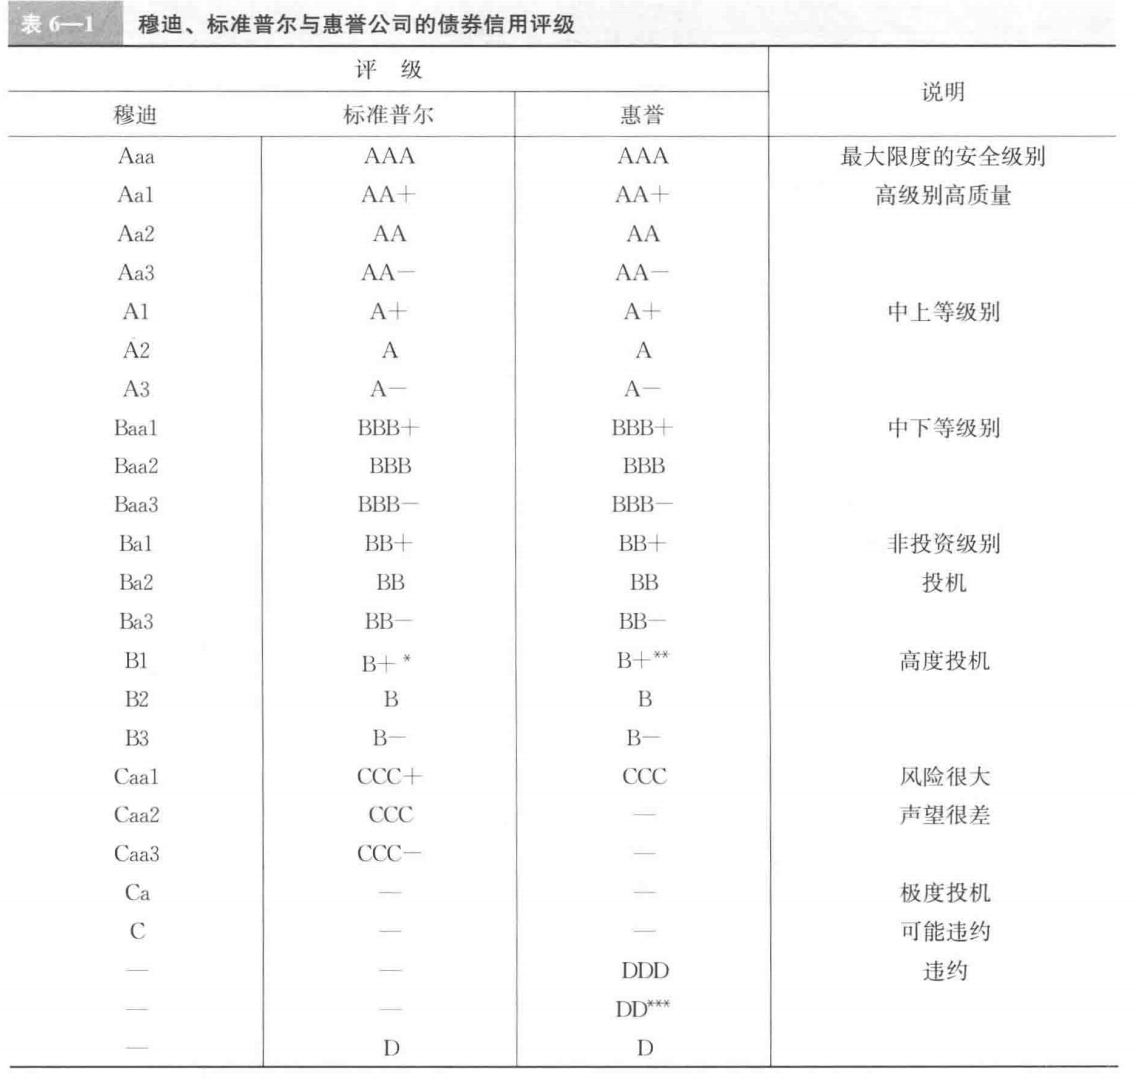 表 6—1 穆迪、标准普尔与惠誉公司的债券信用评级
评 级 说明
穆迪 标准普尔 惠誉
Aaa AAA AAA 最大限度的安全级别
Aa1 AA+ AA+ 高级别高质量
Aa2 AA AA
Aa3 AA— AA—
A1 A+ A+ 中上等级别
A2 A A
A3 A— A—
Baa1 BBB+ BBB+ 中下等级别
Baa2 BBB BBB
Baa3 BBB— BBB—
Ba1 BB+ BB+ 非投资级别
Ba2 BB BB 投机
Ba3 BB— BB—
B1 B+ * B+** 高度投机
B2 B B
B3 B— B—
Caa1 CCC+ CCC 风险很大
Caa2 CCC — 声望很差
Caa3 CCC— —
Ca — — 极度投机
C — — 可能违约
— — DDD 违约
— — DD***
— D D